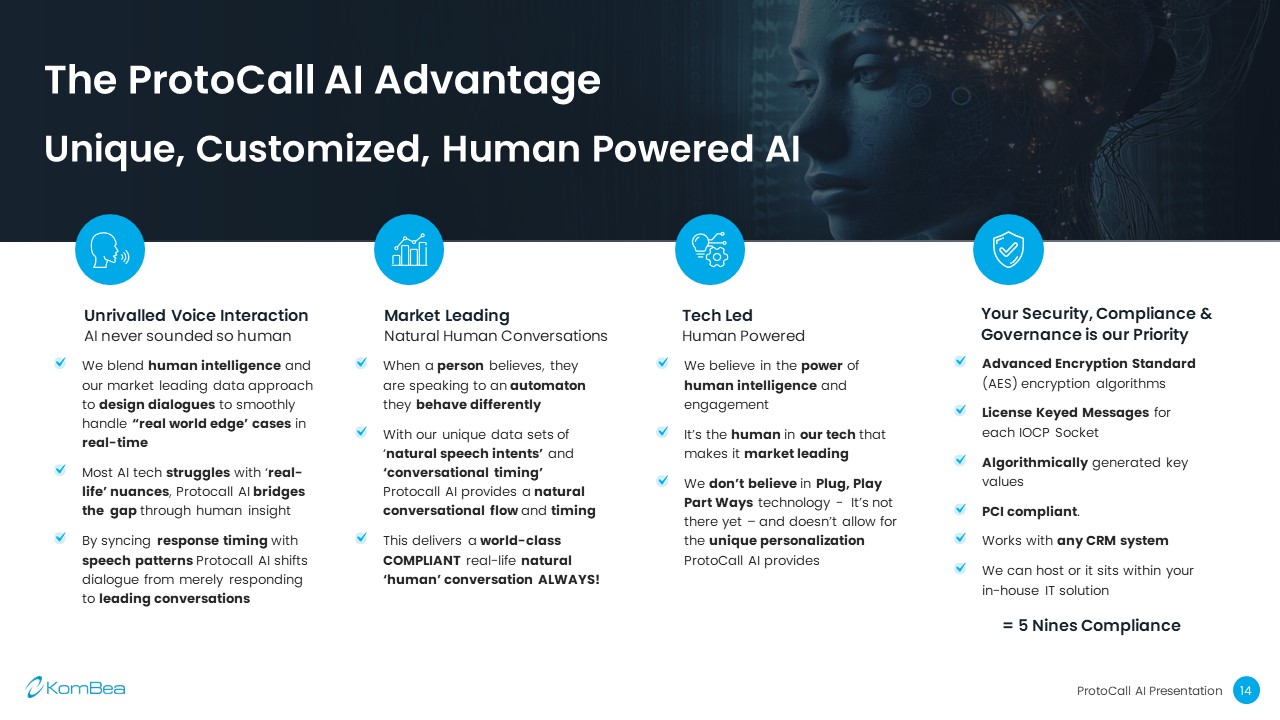 The ProtoCall AI Advantage
Unique, Customized, Human Powered AI
Unrivalled Voice Interaction
AI never sounded so human
We blend human intelligence and
our market leading data approach
to design dialogues to smoothly
handle “real world edge’ cases in
real-time
Most AI tech struggles with ‘real-
life’ nuances, Protocall AI bridges
the gap through human insight
By syncing response timing with
speech patterns Protocall AI shifts
dialogue from merely responding
to leading conversations
Market Leading
Natural Human Conversations
When a person believes, they
are speaking to an automaton
they behave differently
With our unique data sets of
‘natural speech intents’ and
‘conversational timing’
Protocall AI provides a natural
conversational flow and timing
This delivers a world-class
COMPLIANT real-life natural
‘human’ conversation ALWAYS!
Tech Led
Human Powered
We believe in the power of
human intelligence and
engagement
It’s the human in our tech that
makes it market leading
We don’t believe in Plug, Play
Part Ways technology - It’s not
there yet – and doesn’t allow for
the unique personalization
ProtoCall AI provides
Your Security, Compliance &
Governance is our Priority
Advanced Encryption Standard
(AES) encryption algorithms
License Keyed Messages for
each IOCP Socket
Algorithmically generated key
values
PCI compliant.
Works with any CRM system
We can host or it sits within your
in-house IT solution
= 5 Nines Compliance
KomBea
ProtoCall AI Presentation 14